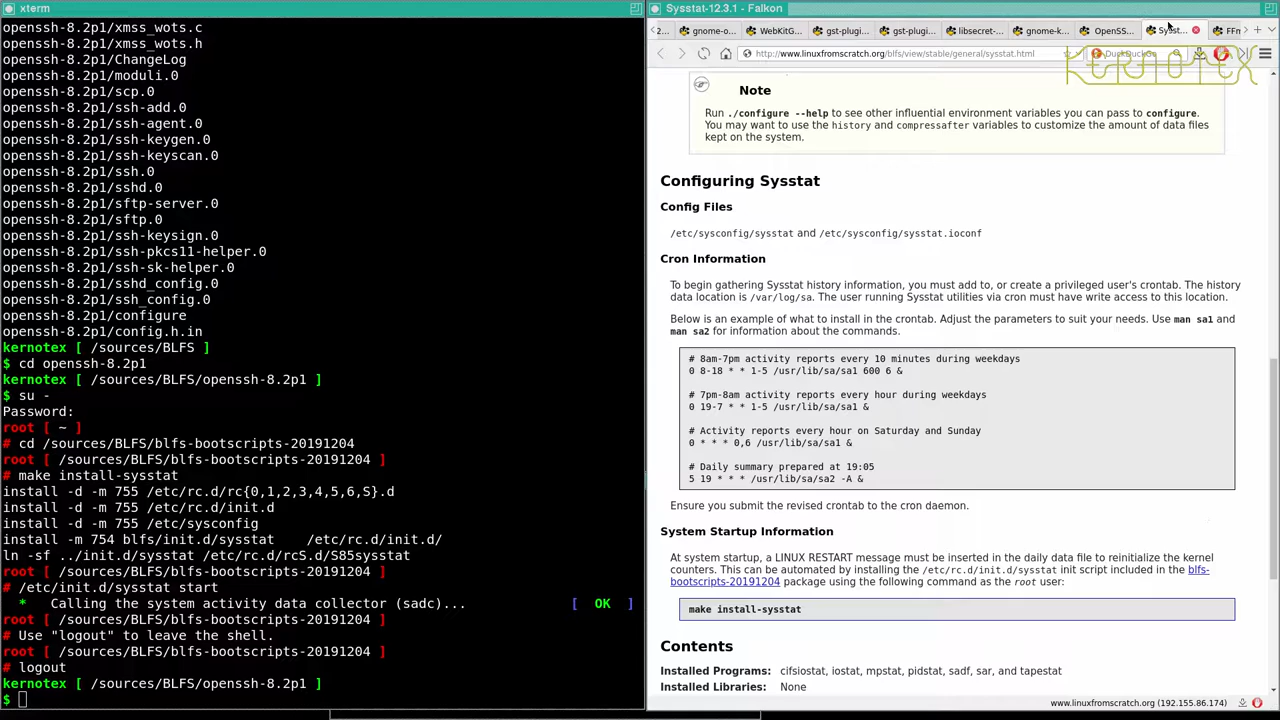 xterm
openssh-8.2p1/xmss_wots.c
openssh-8.2p1/xmss_wots.h
openssh-8.2p1/ChangeLog
openssh-8.2p1/moduli.0
openssh-8.2p1/scp.0
openssh-8.2p1/ssh-add.0
openssh-8.2p1/ssh-agent.0
openssh-8.2p1/ssh-keygen.0
openssh-8.2p1/ssh-keyscan.0
openssh-8.2p1/ssh.0
openssh-8.2p1/sshd.0
openssh-8.2p1/sftp-server.0
openssh-8.2p1/sftp.0
openssh-8.2p1/ssh-keysign.0
openssh-8.2p1/ssh-pkcs11-helper.0
openssh-8.2p1/ssh-sk-helper.0
openssh-8.2p1/sshd_config.0
openssh-8.2p1/ssh_config.0
openssh-8.2p1/configure
openssh-8.2p1/config.h.in
kernotex [ /sources/BLFS ]
$ cd openssh-8.2p1
kernotex [ /sources/BLFS/openssh-8.2p1 ]
$ su -
Password:
root [ ~ ]
# cd /sources/BLFS/blfs-bootscripts-20191204
root [ /sources/BLFS/blfs-bootscripts-20191204 ]
# make install-sysstat
install -d -m 755 /etc/rc.d/rc{0,1,2,3,4,5,6,S}.d
install -d -m 755 /etc/rc.d/init.d
install -d -m 755 /etc/sysconfig
install -m 754 blfs/init.d/sysstat    /etc/rc.d/init.d/
ln -sf ../init.d/sysstat /etc/rc.d/rcS.d/S85sysstat
root [ /sources/BLFS/blfs-bootscripts-20191204 ]
# /etc/init.d/sysstat start
*   Calling the system activity data collector (sadc)...   [  OK  ]
root [ /sources/BLFS/blfs-bootscripts-20191204 ]
# Use "logout" to leave the shell.
root [ /sources/BLFS/blfs-bootscripts-20191204 ]
# logout
kernotex [ /sources/BLFS/openssh-8.2p1 ]
$
Sysstat-12.3.1 - Falkon
2... gnome-o... WebKitG... gst-plugi... gst-plugi... libsecret-... gnome-k... OpenSS... Sysst... FFn
http://www.linuxfromscratch.org/blfs/view/stable/general/sysstat.html DuckDuckGo
KERNOTEX
Note
Run ./configure --help to see other influential environment variables you can pass to configure.
You may want to use the history and compressafter variables to customize the amount of data files
kept on the system.
Configuring Sysstat
Config Files
/etc/sysconfig/sysstat and /etc/sysconfig/sysstat.ioconf
Cron Information
To begin gathering Sysstat history information, you must add to, or create a privileged user's crontab. The history
data location is /var/log/sa. The user running Sysstat utilities via cron must have write access to this location.
Below is an example of what to install in the crontab. Adjust the parameters to suit your needs. Use man sa1 and
man sa2 for information about the commands.
# 8am-7pm activity reports every 10 minutes during weekdays
0 8-18 * * 1-5 /usr/lib/sa/sa1 600 6 &
# 7pm-8am activity reports every hour during weekdays
0 19-7 * * 1-5 /usr/lib/sa/sa1 &
# Activity reports every hour on Saturday and Sunday
0 * * * 0,6 /usr/lib/sa/sa1 &
# Daily summary prepared at 19:05
5 19 * * * /usr/lib/sa/sa2 -A &
Ensure you submit the revised crontab to the cron daemon.
System Startup Information
At system startup, a LINUX RESTART message must be inserted in the daily data file to reinitialize the kernel
counters. This can be automated by installing the /etc/rc.d/init.d/sysstat init script included in the blfs-
bootscripts-20191204 package using the following command as the root user:
make install-sysstat
Contents
Installed Programs: cifsiostat, iostat, mpstat, pidstat, sadf, sar, and tapestat
Installed Libraries: None
www.linuxfromscratch.org (192.155.86.174)